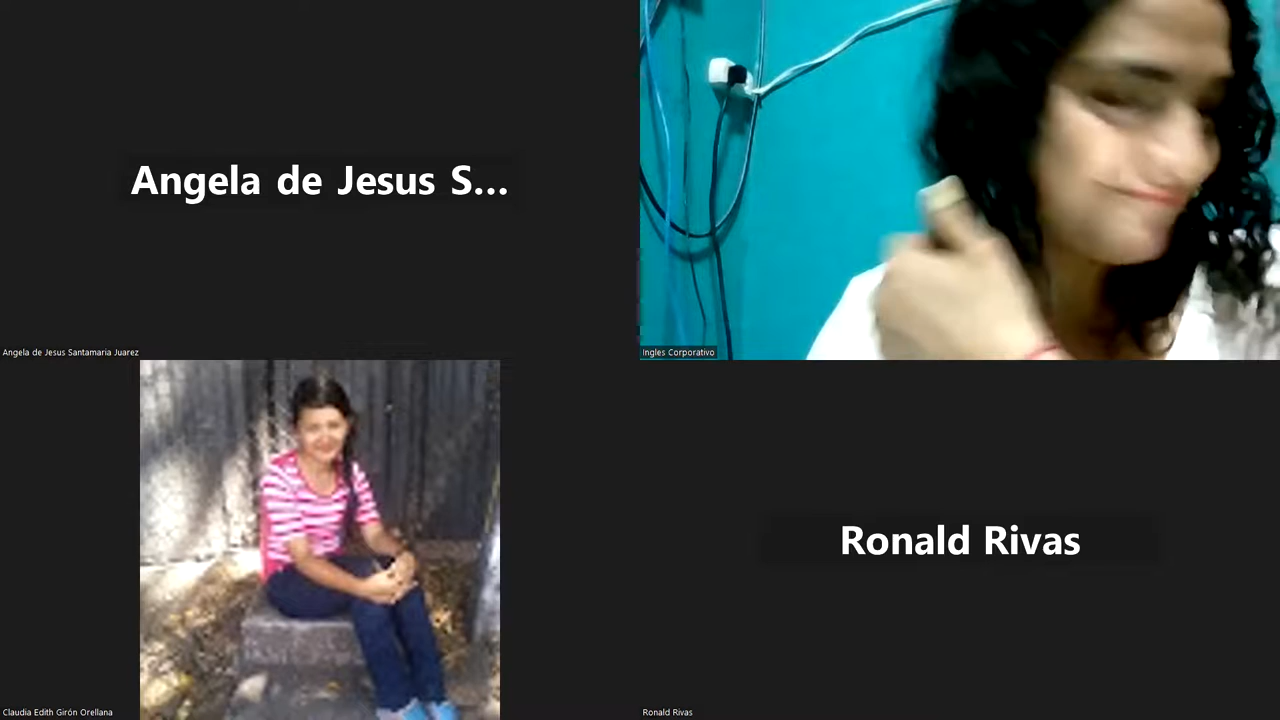 Angela de Jesus S...
Angela de Jesus Santamaria Juarez
Ingles Corporativo
Ronald Rivas
Claudia Edith Girón Orellana
Ronald Rivas